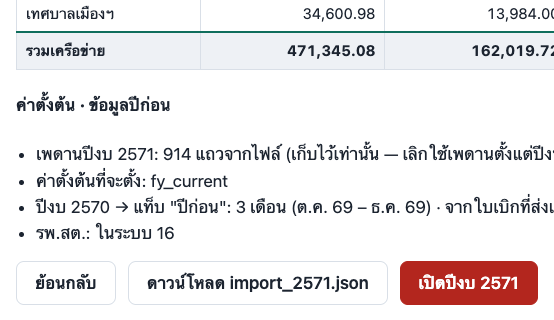 เทศบาลเมืองฯ 34,600.98 13,984.00
รวมเครือข่าย 471,345.08 162,019.72
ค่าตั้งต้น · ข้อมูลปีก่อน
• เพดานปีงบ 2571: 914 แถวจากไฟล์ (เก็บไว้เท่านั้น — เลิกใช้เพดานตั้งแต่ปีงบ
• ค่าตั้งต้นที่จะตั้ง: fy_current
• ปีงบ 2570 → แท็บ "ปีก่อน": 3 เดือน (ต.ค. 69 – ธ.ค. 69) · จากใบเบิกที่ส่ง
• รพ.สต.: ในระบบ 16
ย้อนกลับ ดาวน์โหลด import_2571.json เปิดปีงบ 2571